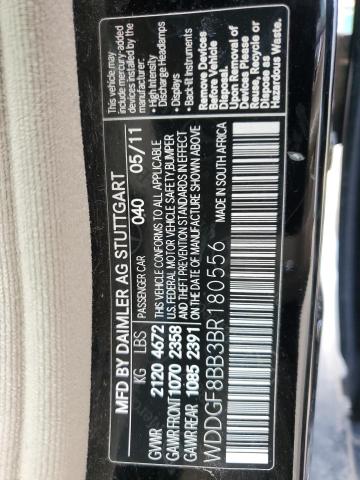 MFD BY DAIMLER AG STUTTGART
PASSENGER CAR 040 05/11
KG LBS
GVWR 2120 4672
GAWR FRONT 1070 2358
GAWR REAR 1085 2391
THIS VEHICLE CONFORMS TO ALL APPLICABLE
U.S. FEDERAL MOTOR VEHICLE SAFETY, BUMPER
AND THEFT PREVENTION STANDARDS IN EFFECT
ON THE DATE OF MANUFACTURE SHOWN ABOVE
WDDGF8BB3BR180556
MADE IN SOUTH AFRICA
This vehicle may
include mercury-added
devices installed by the
manufacturer:
• High Intensity
Discharge Headlamps
• Displays
• Back-lit Instruments
Remove Devices
Before Vehicle
Disposal.
Upon Removal of
Devices Please
Reuse, Recycle or
Dispose as
Hazardous Waste.